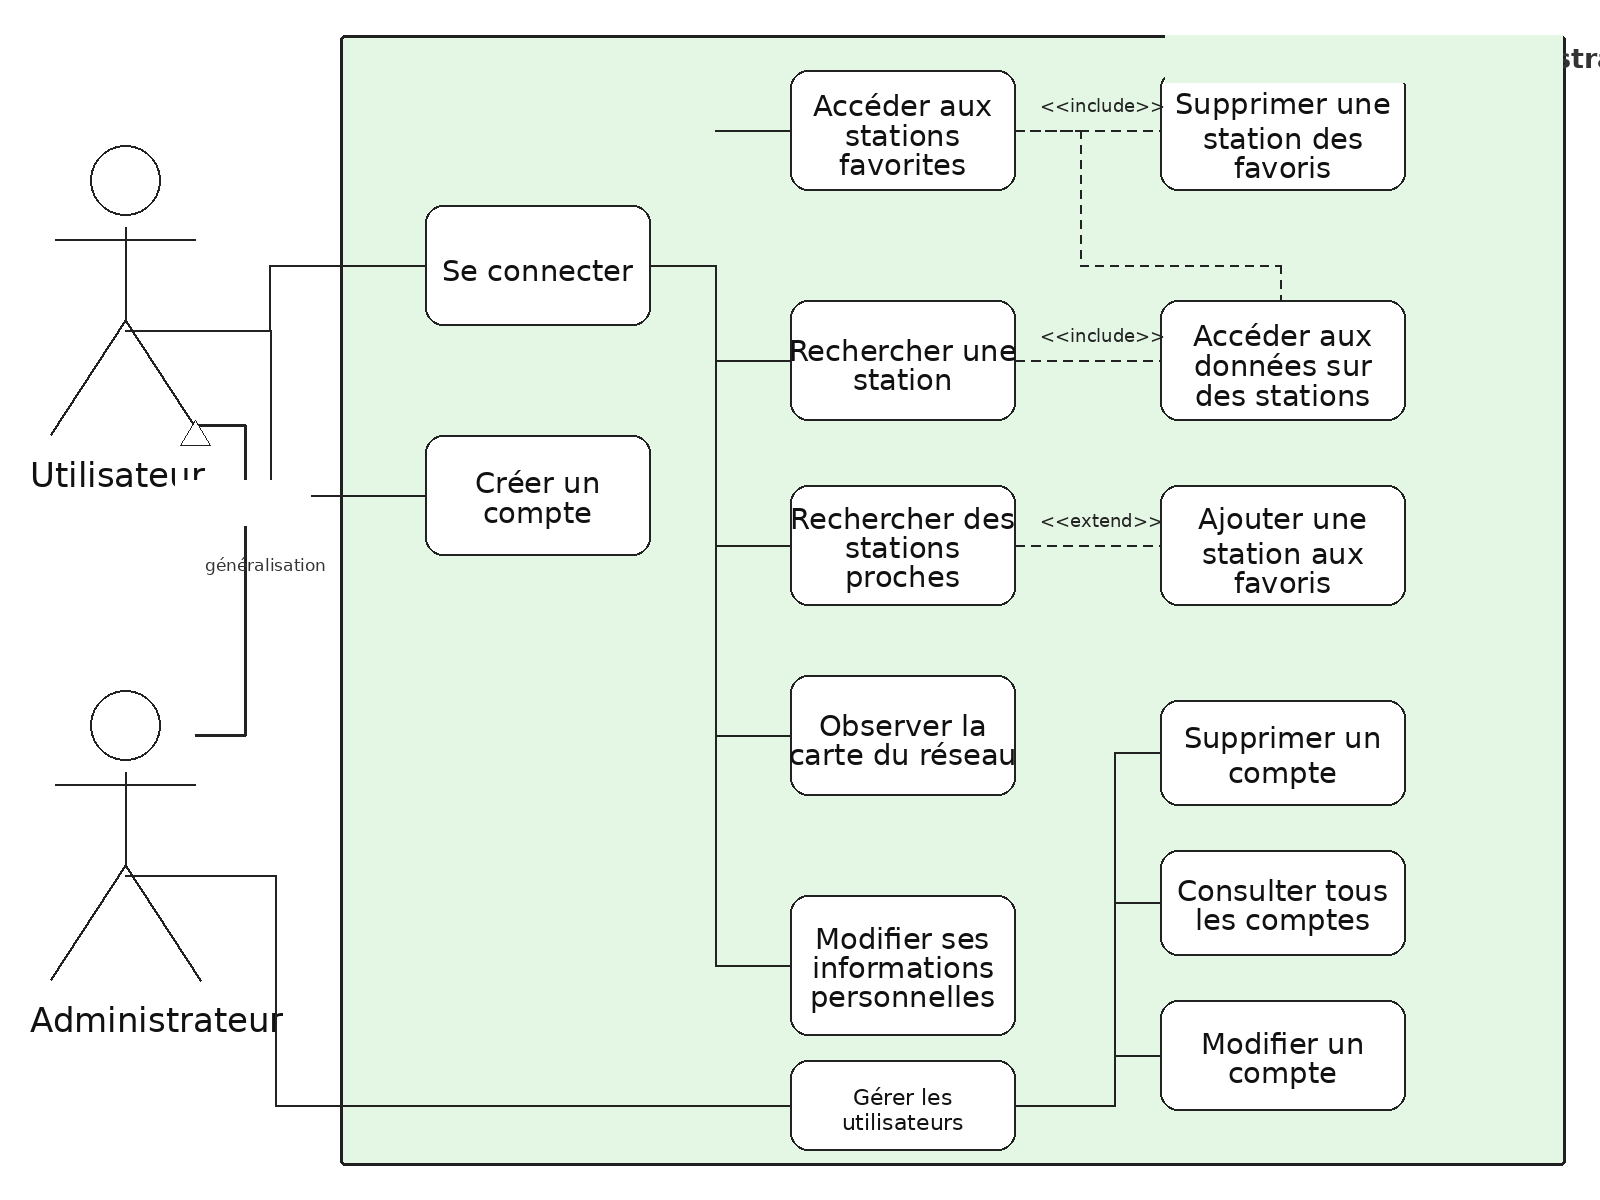 Accéder aux
stations
favorites
<<include>>
Supprimer une
station des
favoris
Se connecter
Rechercher une
station
<<include>>
Accéder aux
données sur
des stations
Utilisateur
Créer un
compte
Rechercher des
stations
proches
<<extend>>
Ajouter une
station aux
favoris
généralisation
Observer la
carte du réseau
Supprimer un
compte
Consulter tous
les comptes
Modifier ses
informations
personnelles
Administrateur
Modifier un
compte
Gérer les
utilisateurs